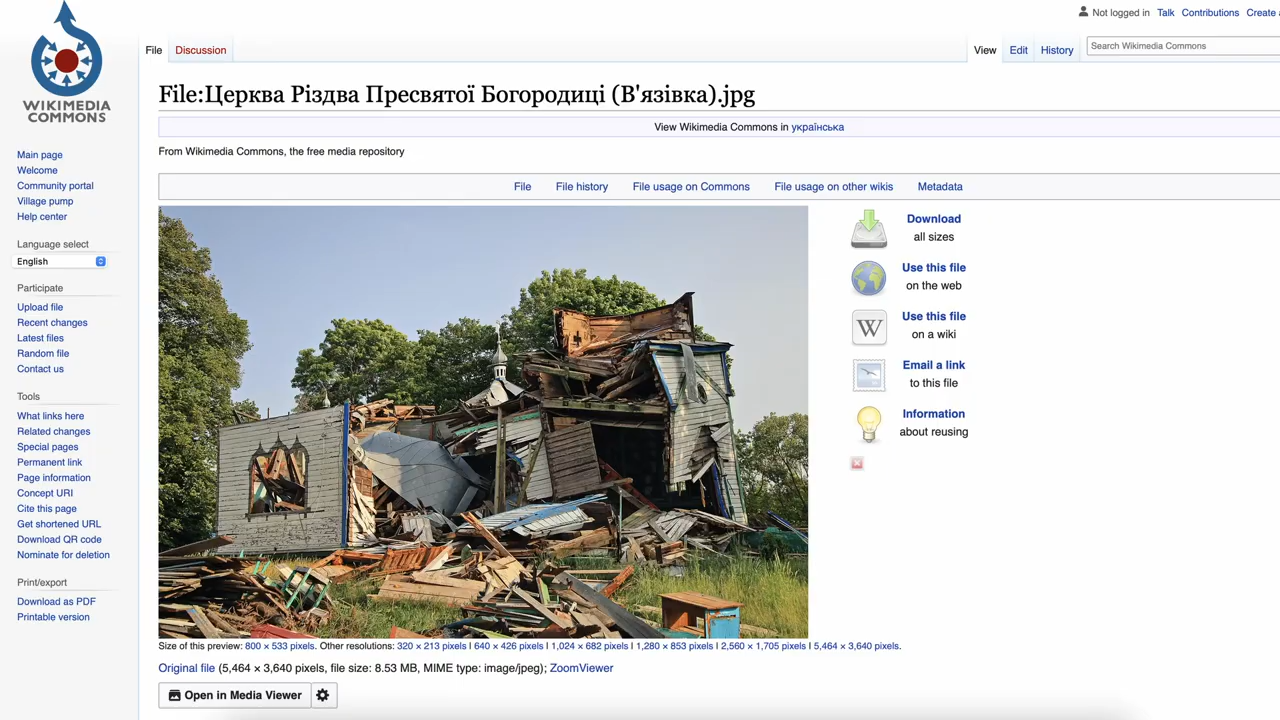 Not logged in Talk Contributions Create
File Discussion View Edit History Search Wikimedia Commons
WIKIMEDIA
COMMONS
File:Церква Різдва Пресвятої Богородиці (В'язівка).jpg
View Wikimedia Commons in українська
From Wikimedia Commons, the free media repository
File File history File usage on Commons File usage on other wikis Metadata
Main page
Welcome
Community portal
Village pump
Help center
Language select
English
Participate
Upload file
Recent changes
Latest files
Random file
Contact us
Tools
What links here
Related changes
Special pages
Permanent link
Page information
Concept URI
Cite this page
Get shortened URL
Download QR code
Nominate for deletion
Print/export
Download as PDF
Printable version
Download
all sizes
Use this file
on the web
W
Use this file
on a wiki
Email a link
to this file
Information
about reusing
Size of this preview: 800 × 533 pixels. Other resolutions: 320 × 213 pixels | 640 × 426 pixels | 1,024 × 682 pixels | 1,280 × 853 pixels | 2,560 × 1,705 pixels | 5,464 × 3,640 pixels.
Original file (5,464 × 3,640 pixels, file size: 8.53 MB, MIME type: image/jpeg); ZoomViewer
Open in Media Viewer